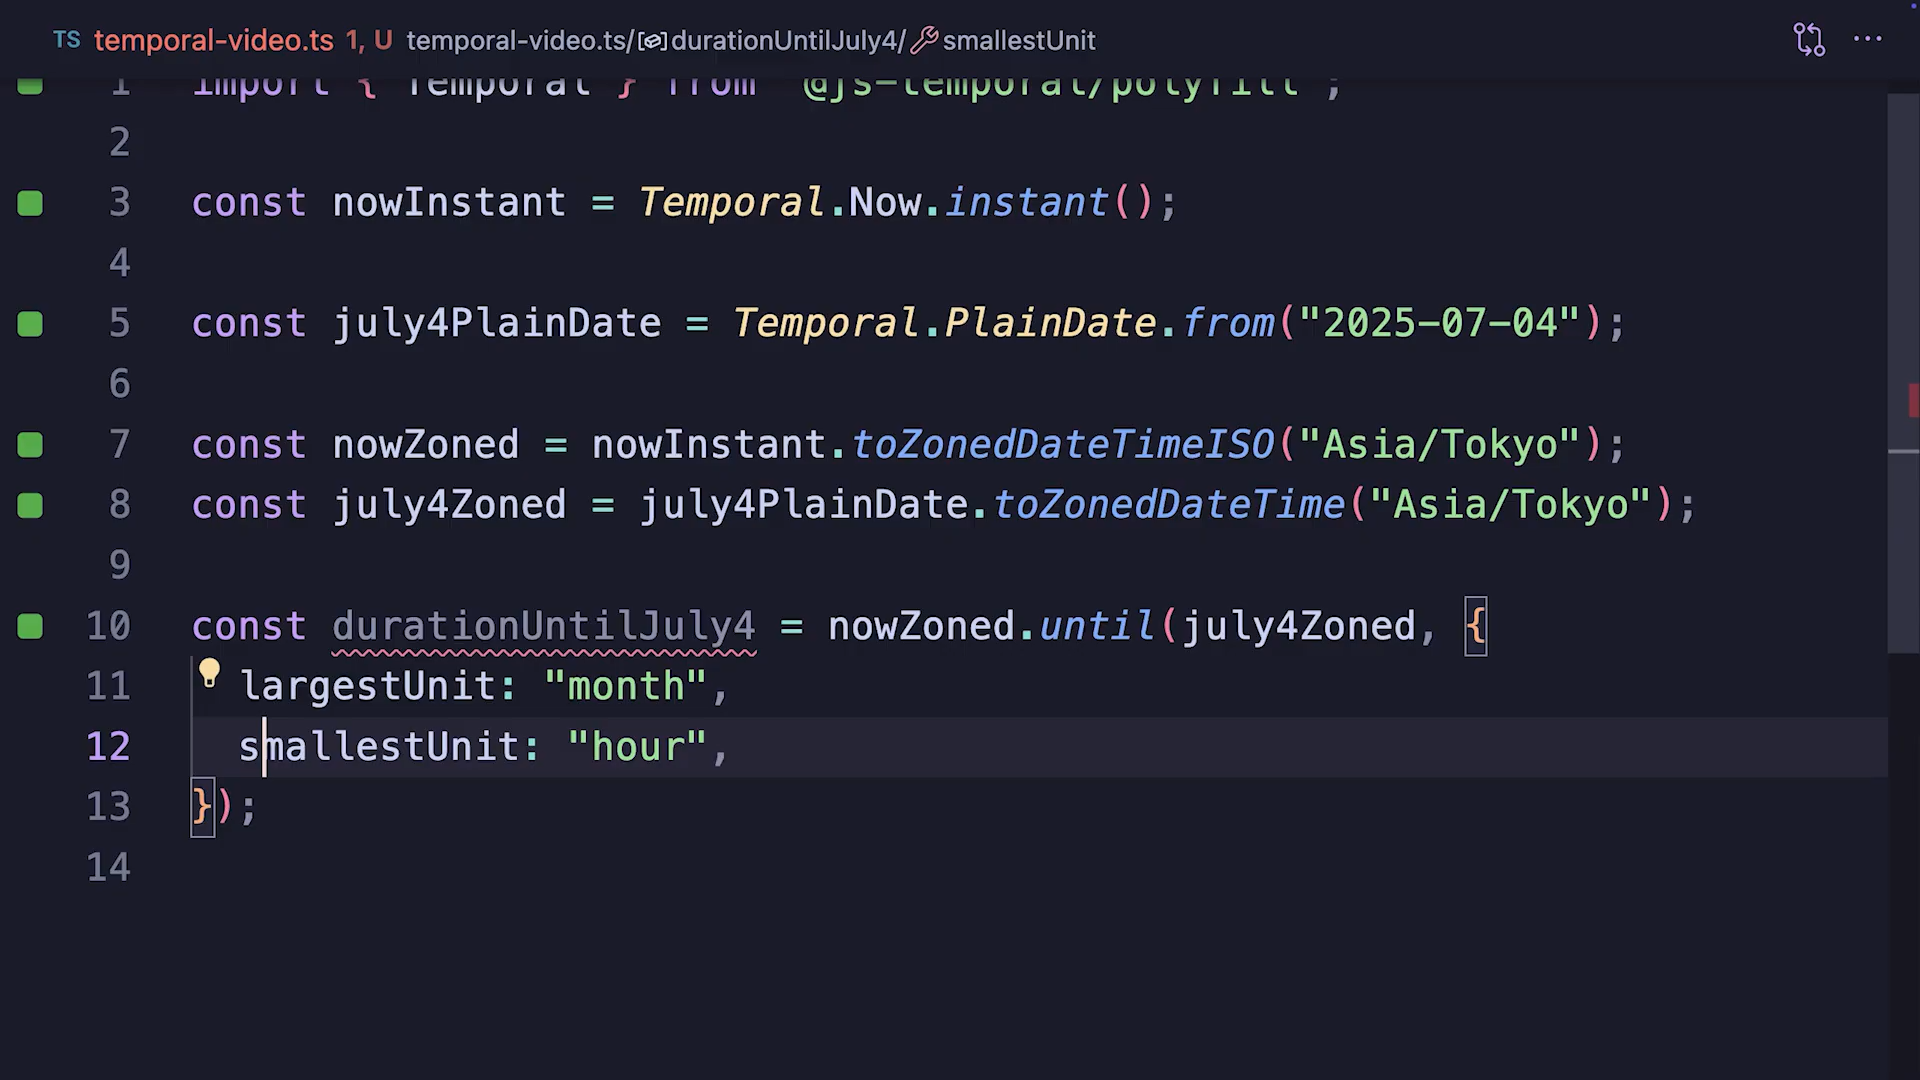 TS temporal-video.ts 1, U temporal-video.ts/durationUntilJuly4/smallestUnit
1 import { Temporal } from "@js-temporal/polyfill";
2
3 const nowInstant = Temporal.Now.instant();
4
5 const july4PlainDate = Temporal.PlainDate.from("2025-07-04");
6
7 const nowZoned = nowInstant.toZonedDateTimeISO("Asia/Tokyo");
8 const july4Zoned = july4PlainDate.toZonedDateTime("Asia/Tokyo");
9
10 const durationUntilJuly4 = nowZoned.until(july4Zoned, {
11 largestUnit: "month",
12 smallestUnit: "hour",
13 });
14